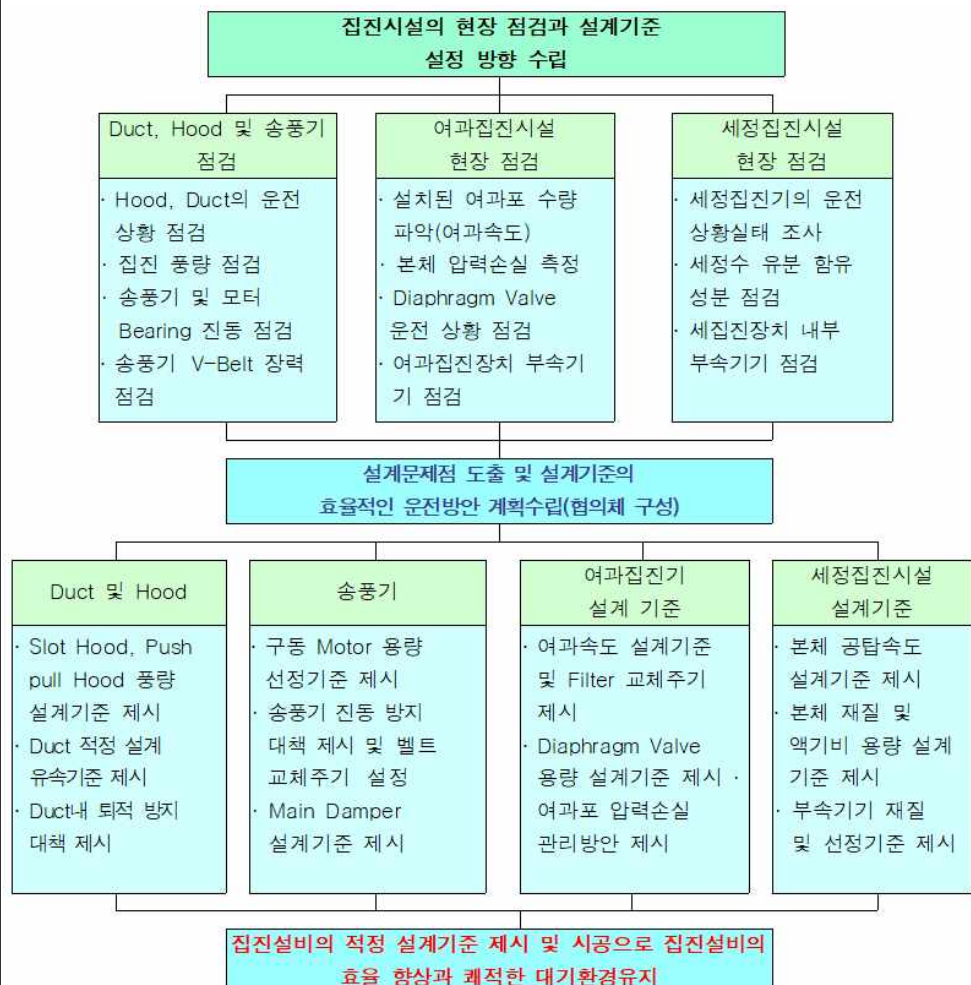 집진시설의 현장 점검과 설계기준
설정 방향 수립
Duct, Hood 및 송풍기
점검
· Hood, Duct의 운전
상황 점검
· 집진 풍량 점검
· 송풍기 및 모터
Bearing 진동 점검
· 송풍기 V-Belt 장력
점검
여과집진시설
현장 점검
· 설치된 여과포 수량
파악(여과속도)
· 본체 압력손실 측정
· Diaphragm Valve
운전 상황 점검
· 여과집진장치 부속기
기 점검
세정집진시설
현장 점검
· 세정집진기의 운전
상황실태 조사
· 세정수 유분 함유
성분 점검
· 세집진장치 내부
부속기기 점검
설계문제점 도출 및 설계기준의
효율적인 운전방안 계획수립(협의체 구성)
Duct 및 Hood
· Slot Hood, Push
pull Hood 풍량
설계기준 제시
· Duct 적정 설계
유속기준 제시
· Duct내 퇴적 방지
대책 제시
송풍기
· 구동 Motor 용량
선정기준 제시
· 송풍기 진동 방지
대책 제시 및 벨트
교체주기 설정
· Main Damper
설계기준 제시
여과집진기
설계 기준
· 여과속도 설계기준
및 Filter 교체주기
제시
· Diaphragm Valve
용량 설계기준 제시 ·
여과포 압력손실
관리방안 제시
세정집진시설
설계기준
· 본체 공탑속도
설계기준 제시
· 본체 재질 및
액기비 용량 설계
기준 제시
· 부속기기 재질
및 선정기준 제시
집진설비의 적정 설계기준 제시 및 시공으로 집진설비의
효율 향상과 쾌적한 대기환경유지